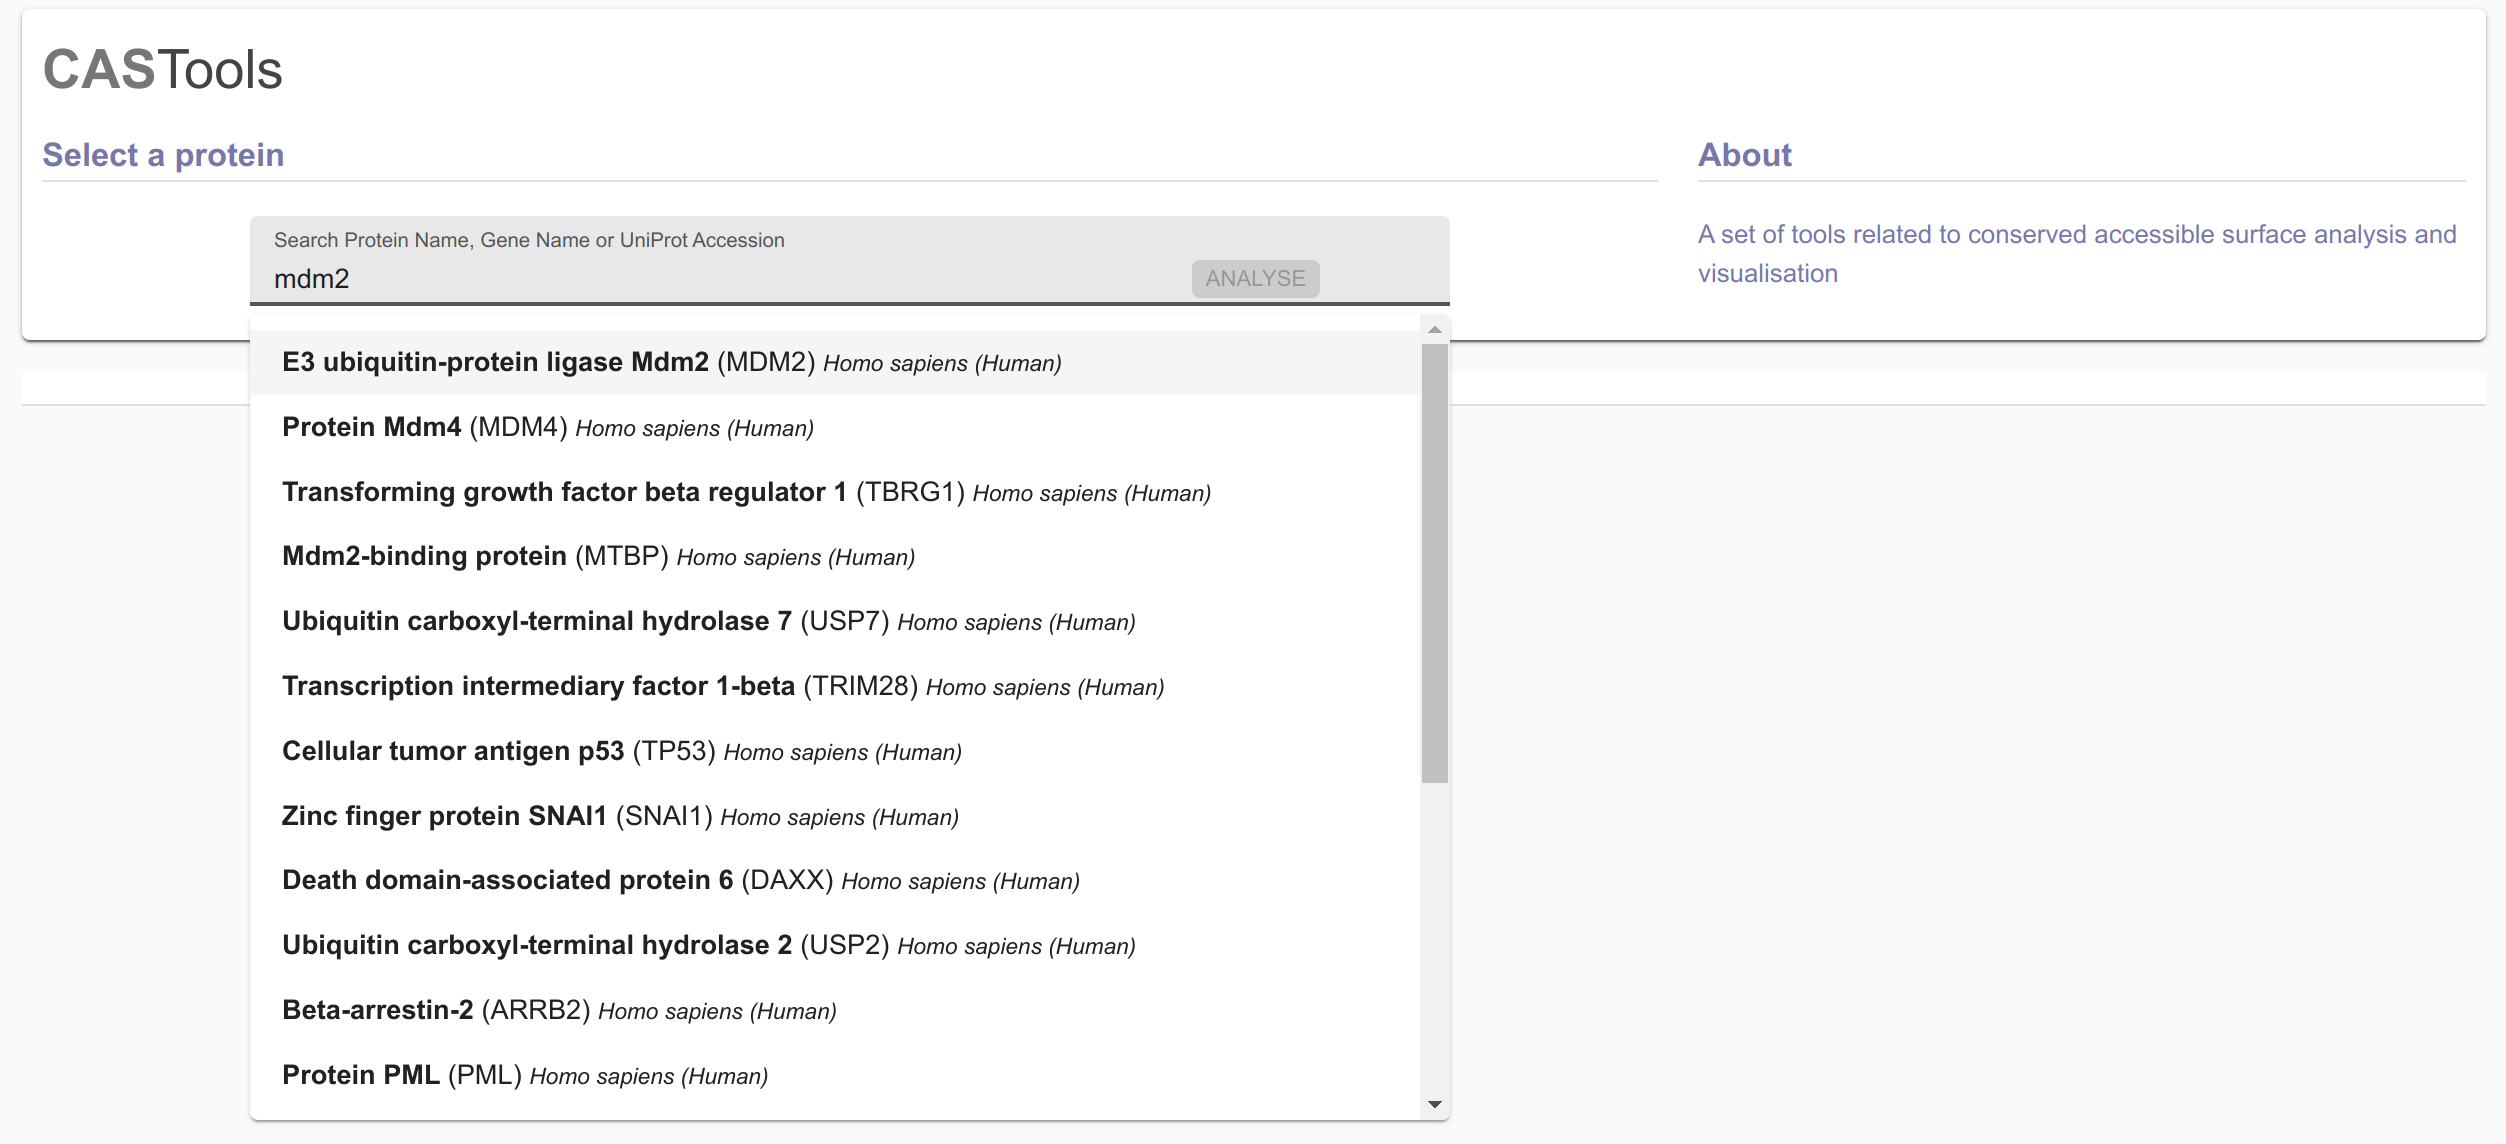 CASTools
Select a protein
About
Search Protein Name, Gene Name or UniProt Accession
mdm2
ANALYSE
A set of tools related to conserved accessible surface analysis and
visualisation
E3 ubiquitin-protein ligase Mdm2 (MDM2) Homo sapiens (Human)
Protein Mdm4 (MDM4) Homo sapiens (Human)
Transforming growth factor beta regulator 1 (TBRG1) Homo sapiens (Human)
Mdm2-binding protein (MTBP) Homo sapiens (Human)
Ubiquitin carboxyl-terminal hydrolase 7 (USP7) Homo sapiens (Human)
Transcription intermediary factor 1-beta (TRIM28) Homo sapiens (Human)
Cellular tumor antigen p53 (TP53) Homo sapiens (Human)
Zinc finger protein SNAI1 (SNAI1) Homo sapiens (Human)
Death domain-associated protein 6 (DAXX) Homo sapiens (Human)
Ubiquitin carboxyl-terminal hydrolase 2 (USP2) Homo sapiens (Human)
Beta-arrestin-2 (ARRB2) Homo sapiens (Human)
Protein PML (PML) Homo sapiens (Human)